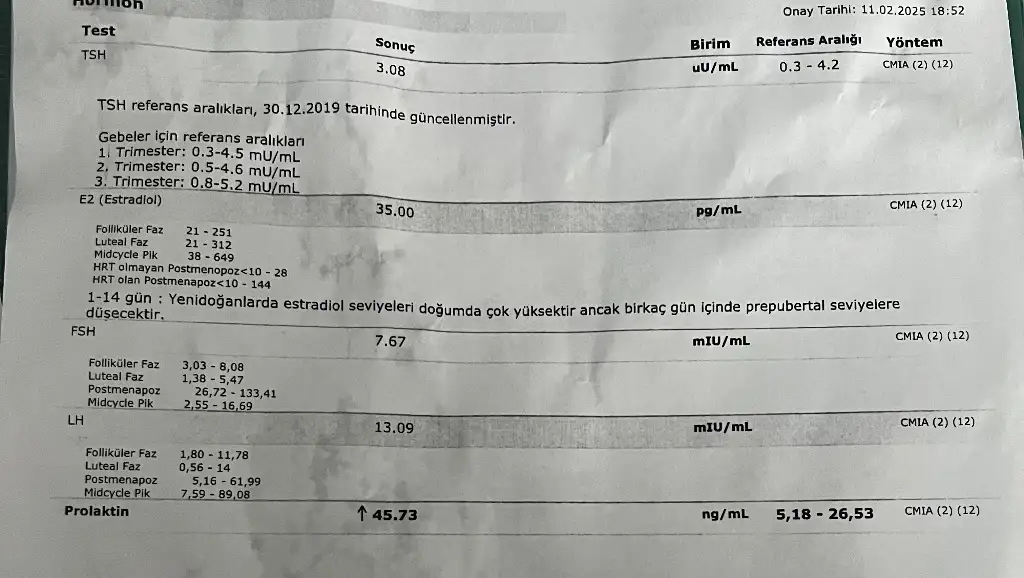 Hormon
Onay Tarihi: 11.02.2025 18:52
Test Sonuç Birim Referans Aralığı Yöntem
TSH 3.08 uU/mL 0.3 - 4.2 CMIA (2) (12)
TSH referans aralıkları, 30.12.2019 tarihinde güncellenmiştir.
Gebeler için referans aralıkları
1. Trimester: 0.3-4.5 mU/mL
2. Trimester: 0.5-4.6 mU/mL
3. Trimester: 0.8-5.2 mU/mL
E2 (Estradiol) 35.00 pg/mL CMIA (2) (12)
Folliküler Faz 21 - 251
Luteal Faz 21 - 312
Midcycle Pik 38 - 649
HRT olmayan Postmenopoz<10 - 28
HRT olan Postmenapoz<10 - 144
1-14 gün : Yenidoğanlarda estradiol seviyeleri doğumda çok yüksektir ancak birkaç gün içinde prepubertal seviyelere
düşecektir.
FSH 7.67 mIU/mL CMIA (2) (12)
Folliküler Faz 3,03 - 8,08
Luteal Faz 1,38 - 5,47
Postmenapoz 26,72 - 133,41
Midcycle Pik 2,55 - 16,69
LH 13.09 mIU/mL CMIA (2) (12)
Folliküler Faz 1,80 - 11,78
Luteal Faz 0,56 - 14
Postmenapoz 5,16 - 61,99
Midcycle Pik 7,59 - 89,08
Prolaktin ↑ 45.73 ng/mL 5,18 - 26,53 CMIA (2) (12)